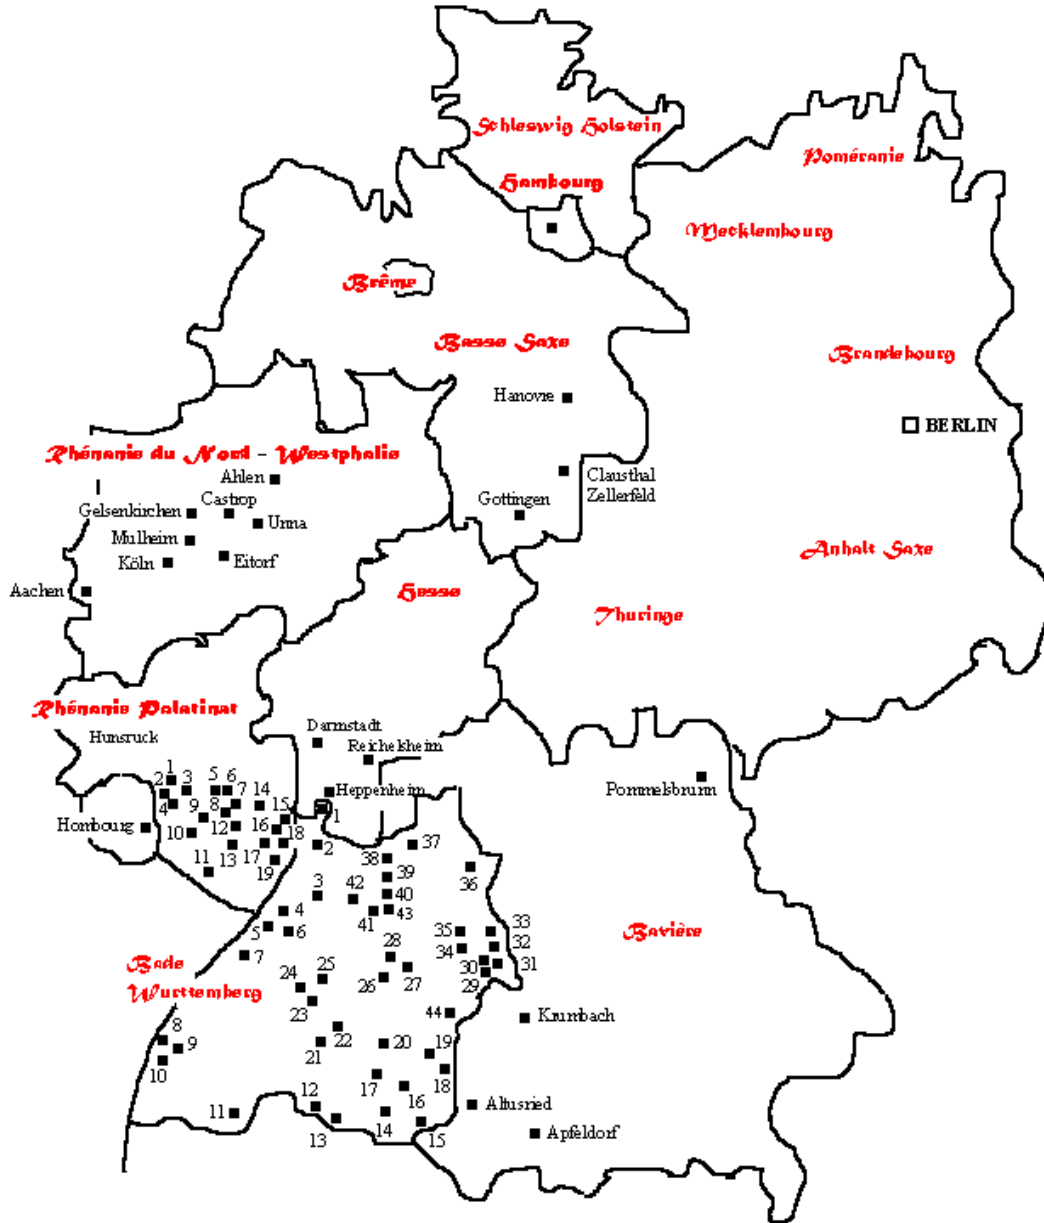 Schleswig Holstein
Poméranie
Hambourg
Mecklembourg
Brême
Basse Saxe
Brandebourg
Hanovre
BERLIN
Rhénanie du Nord - Westphalie
Ahlen
Clausthal
Zellerfeld
Castrop
Gelsenkirchen
Unna
Gottingen
Mulheim
Köln
Eitorf
Anhalt Saxe
Aachen
Hesse
Thuringe
Rhénanie Palatinat
Hunsruck
Darmstadt
Reichelsheim
Heppenheim
Pommelsbrunn
1
2 3 5 6
4 9 8 7 14 15
1
Hombourg
10 12 16 18
11 13 17 19
2
37
38
36
39
3 42 40
4 41 43
5 6
35 33
34 32
Bavière
7
28
30 31
Bade
Wurttemberg
24 25 26 27 29
23
44
Krumbach
8
9
22 20 19
10 21
17 18
12 16
Altusried
11
13 14 15
Apfeldorf